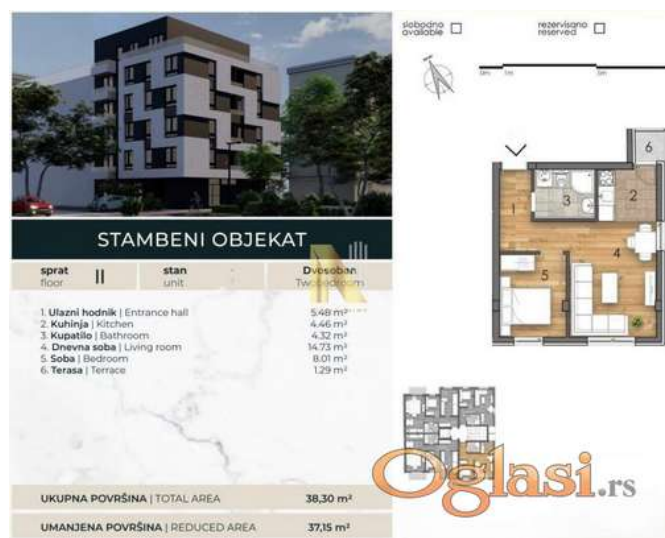 slobodno
available
rezervisano
reserved
0m 1m 5m
STAMBENI OBJEKAT
sprat
floor
II
stan
unit
Dvosoban
Twobedroom
1. Ulazni hodnik | Entrance hall 5.48 m²
2. Kuhinja | Kitchen 4.46 m²
3. Kupatilo | Bathroom 4.32 m²
4. Dnevna soba | Living room 14.73 m²
5. Soba | Bedroom 8.01 m²
6. Terasa | Terrace 1.29 m²
1
2
3
4
5
6
UKUPNA POVRŠINA | TOTAL AREA 38,30 m²
UMANJENA POVRŠINA | REDUCED AREA 37,15 m²
Oglasi.rs